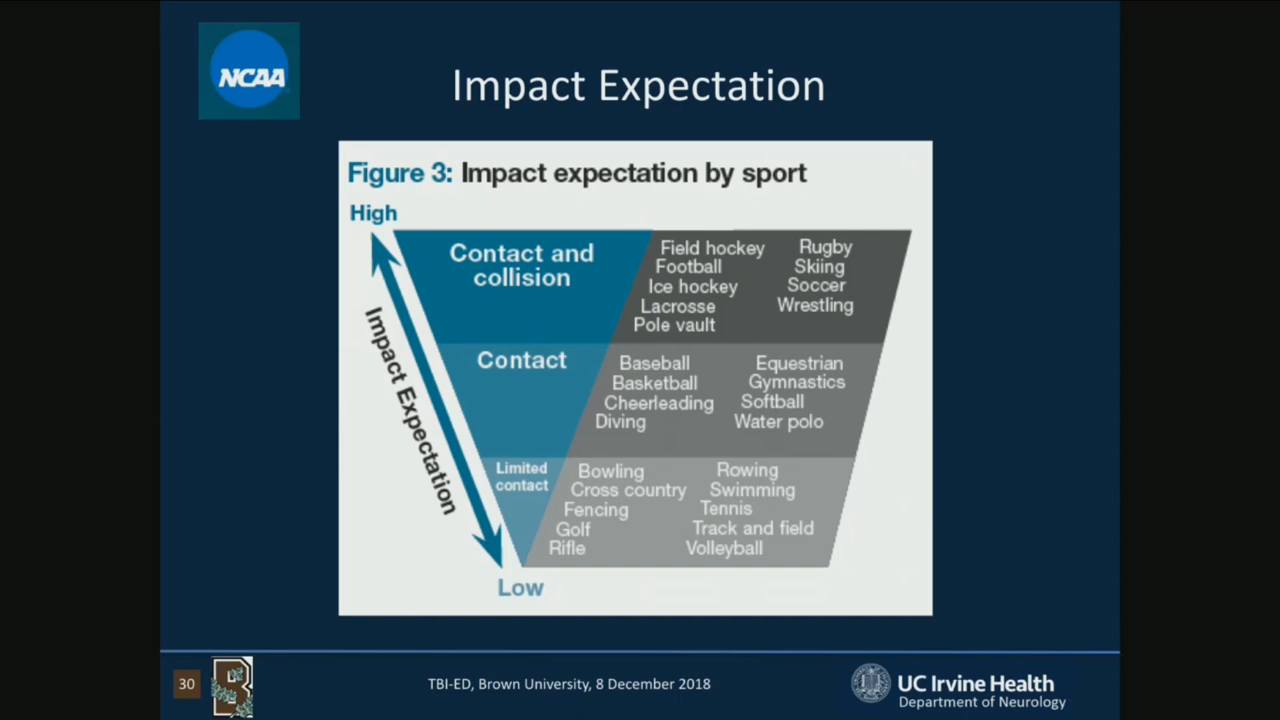 NCAA
Impact Expectation
Figure 3: Impact expectation by sport
High
Impact Expectation
Low
Contact and
collision
Field hockey
Football
Ice hockey
Lacrosse
Pole vault
Rugby
Skiing
Soccer
Wrestling
Contact
Baseball
Basketball
Cheerleading
Diving
Equestrian
Gymnastics
Softball
Water polo
Limited
contact
Bowling
Cross country
Fencing
Golf
Rifle
Rowing
Swimming
Tennis
Track and field
Volleyball
30
B
TBI-ED, Brown University, 8 December 2018
UC Irvine Health
Department of Neurology